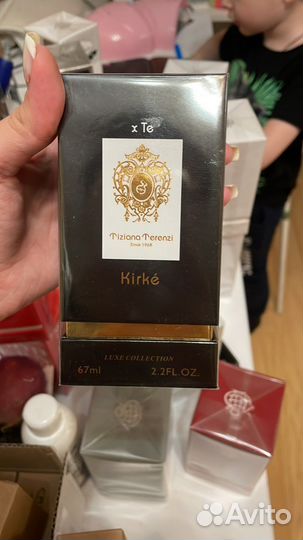 x Te
Tiziana Terenzi
Since 1968
Kirké
LUXE COLLECTION
67ml 2.2FL. OZ.
Avito